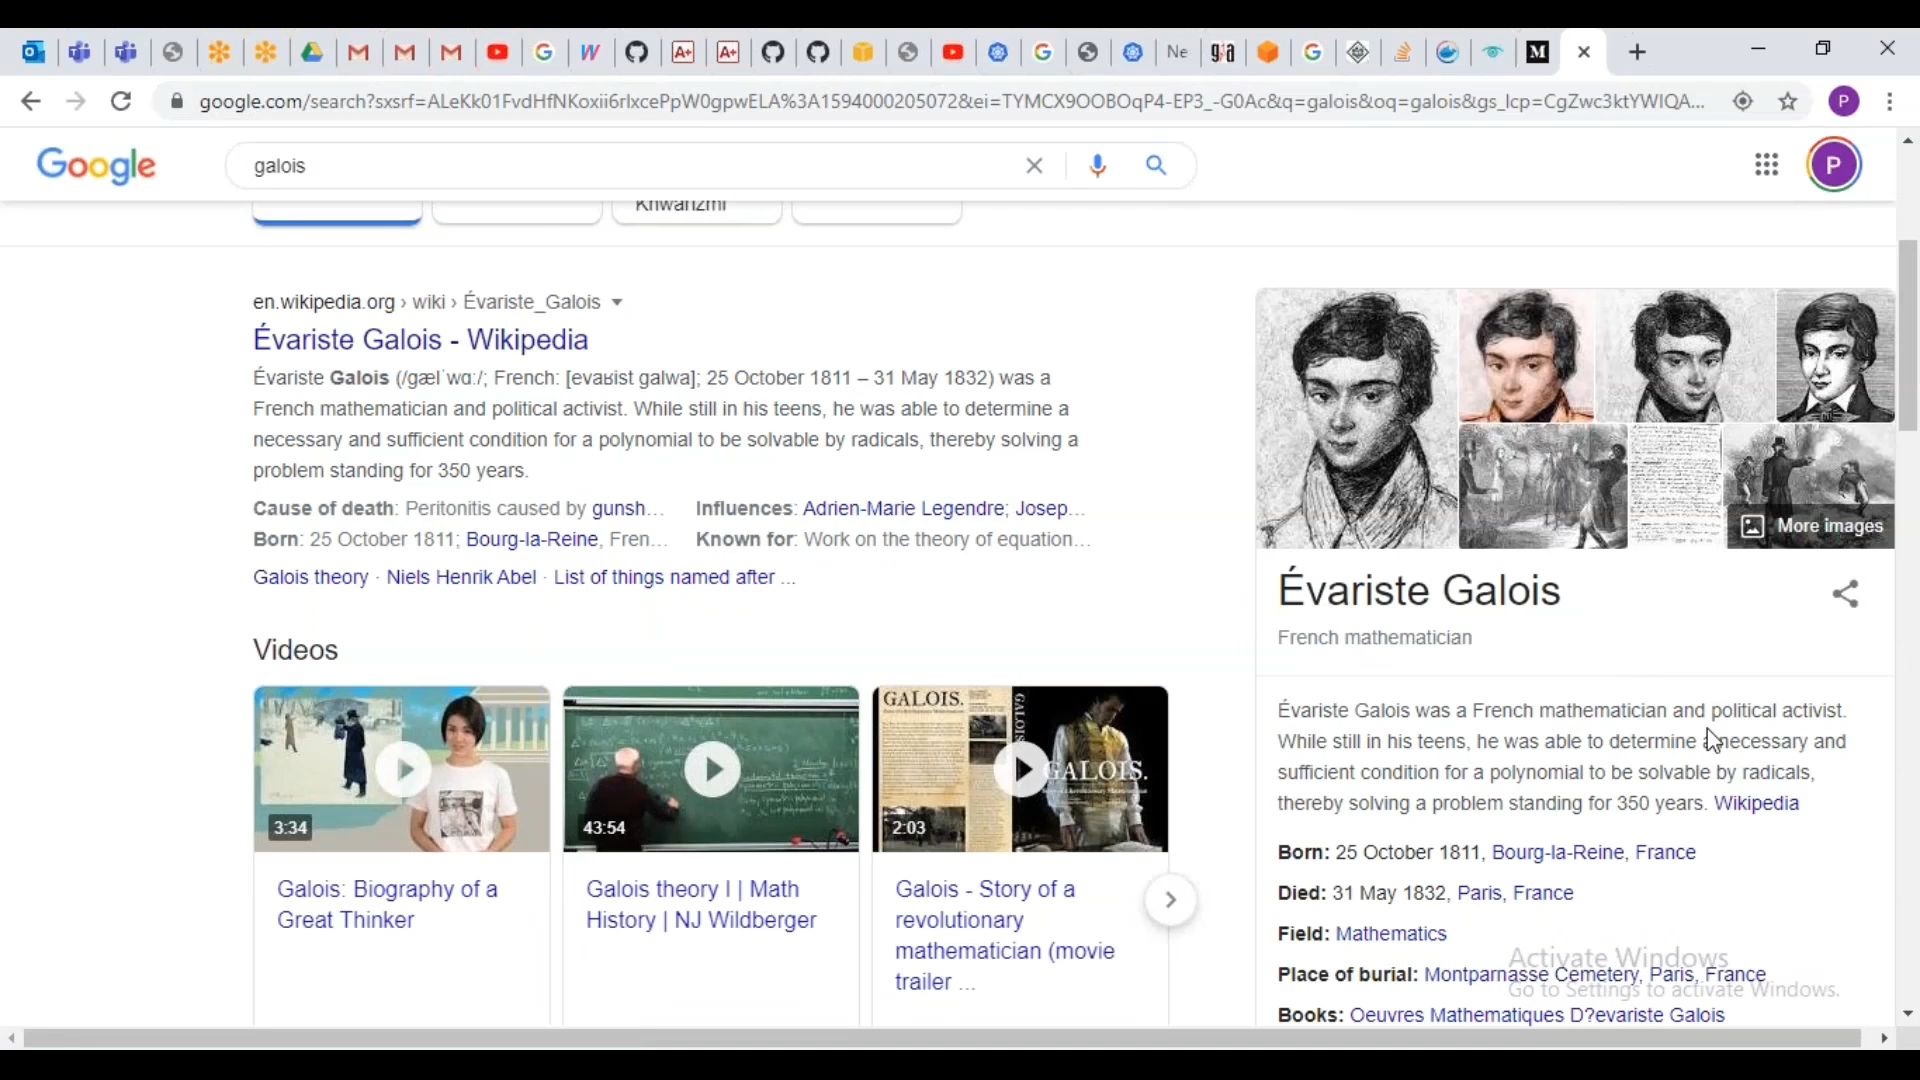 Ne
g|a
M
google.com/search?sxsrf=ALeKk01FvdHfNKoxii6rlxcePpW0gpwELA%3A1594000205072&ei=TYMCX9OOBOqP4-EP3_-G0Ac&q=galois&oq=galois&gs_lcp=CgZwc3ktYWIQA...
P
Google
galois
P
Khwarizmi
en.wikipedia.org › wiki › Évariste_Galois
Évariste Galois - Wikipedia
Évariste Galois (/ɡælˈwɑː/; French: [evaʁist ɡalwa]; 25 October 1811 – 31 May 1832) was a
French mathematician and political activist. While still in his teens, he was able to determine a
necessary and sufficient condition for a polynomial to be solvable by radicals, thereby solving a
problem standing for 350 years.
Cause of death: Peritonitis caused by gunsh... Influences: Adrien-Marie Legendre; Josep...
Born: 25 October 1811; Bourg-la-Reine, Fren... Known for: Work on the theory of equation...
Galois theory · Niels Henrik Abel · List of things named after ...
Videos
GALOIS.
GALOIS
GALOIS.
3:34
43:54
2:03
Galois: Biography of a
Great Thinker
Galois theory I | Math
History | NJ Wildberger
Galois - Story of a
revolutionary
mathematician (movie
trailer ...
More images
Évariste Galois
French mathematician
Évariste Galois was a French mathematician and political activist.
While still in his teens, he was able to determine a necessary and
sufficient condition for a polynomial to be solvable by radicals,
thereby solving a problem standing for 350 years. Wikipedia
Born: 25 October 1811, Bourg-la-Reine, France
Died: 31 May 1832, Paris, France
Field: Mathematics
Place of burial: Montparnasse Cemetery, Paris, France
Books: Oeuvres Mathematiques D?evariste Galois
Activate Windows
Go to Settings to activate Windows.